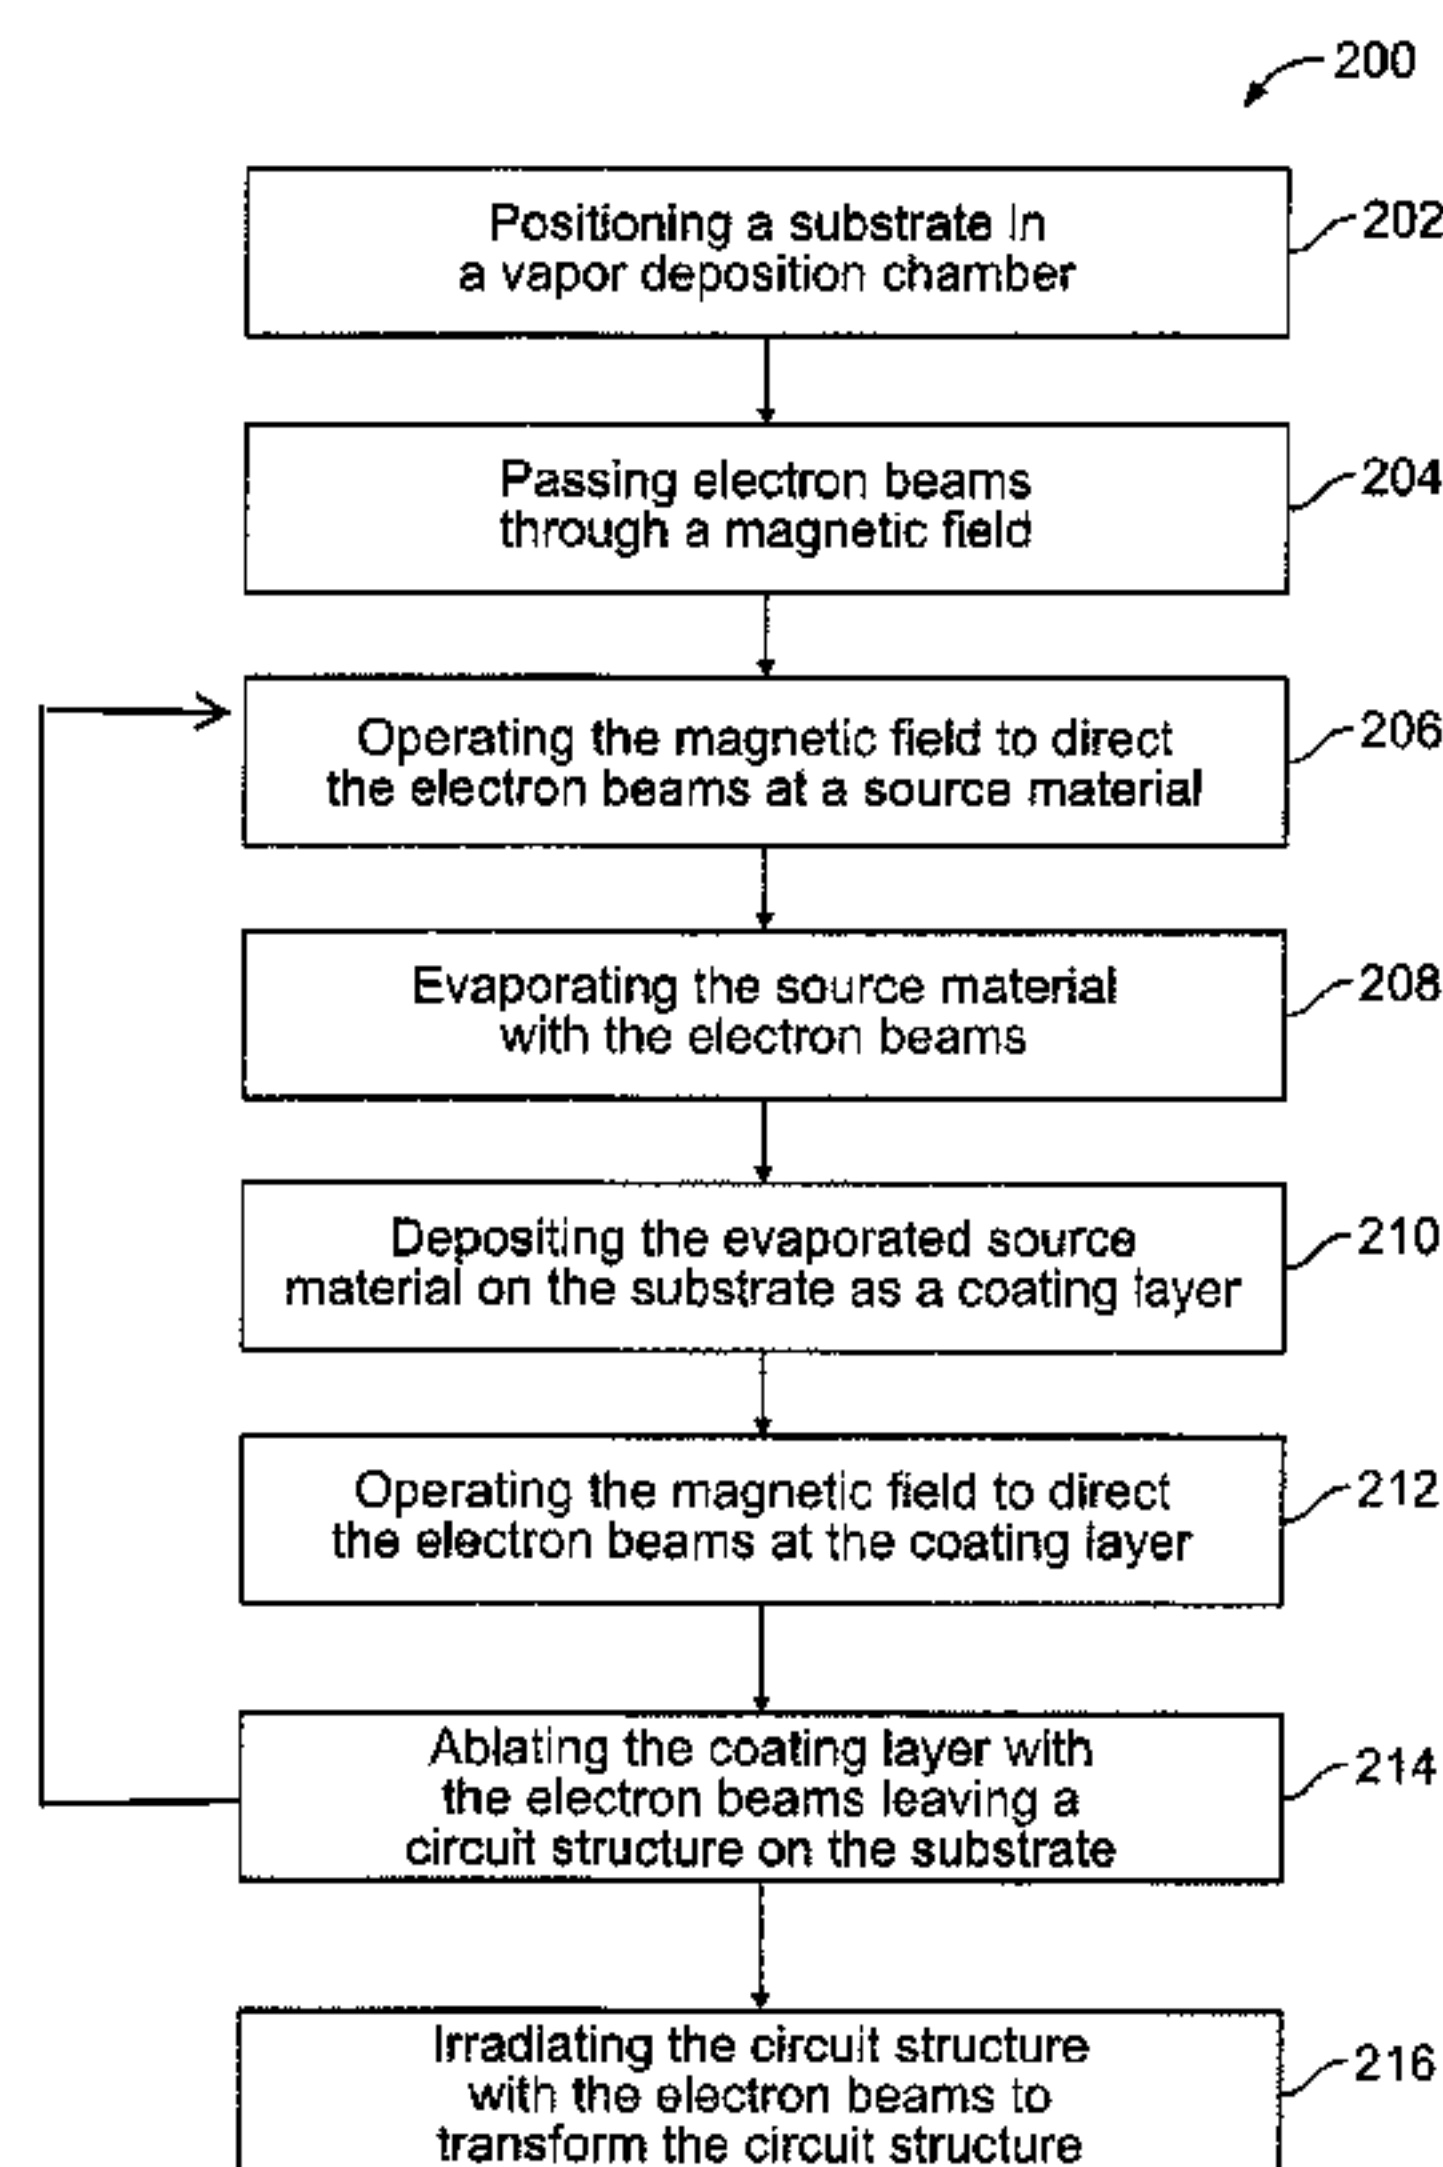 200
Positioning a substrate in
a vapor deposition chamber
202
Passing electron beams
through a magnetic field
204
Operating the magnetic field to direct
the electron beams at a source material
206
Evaporating the source material
with the electron beams
208
Depositing the evaporated source
material on the substrate as a coating layer
210
Operating the magnetic field to direct
the electron beams at the coating layer
212
Ablating the coating layer with
the electron beams leaving a
circuit structure on the substrate
214
Irradiating the circuit structure
with the electron beams to
transform the circuit structure
216